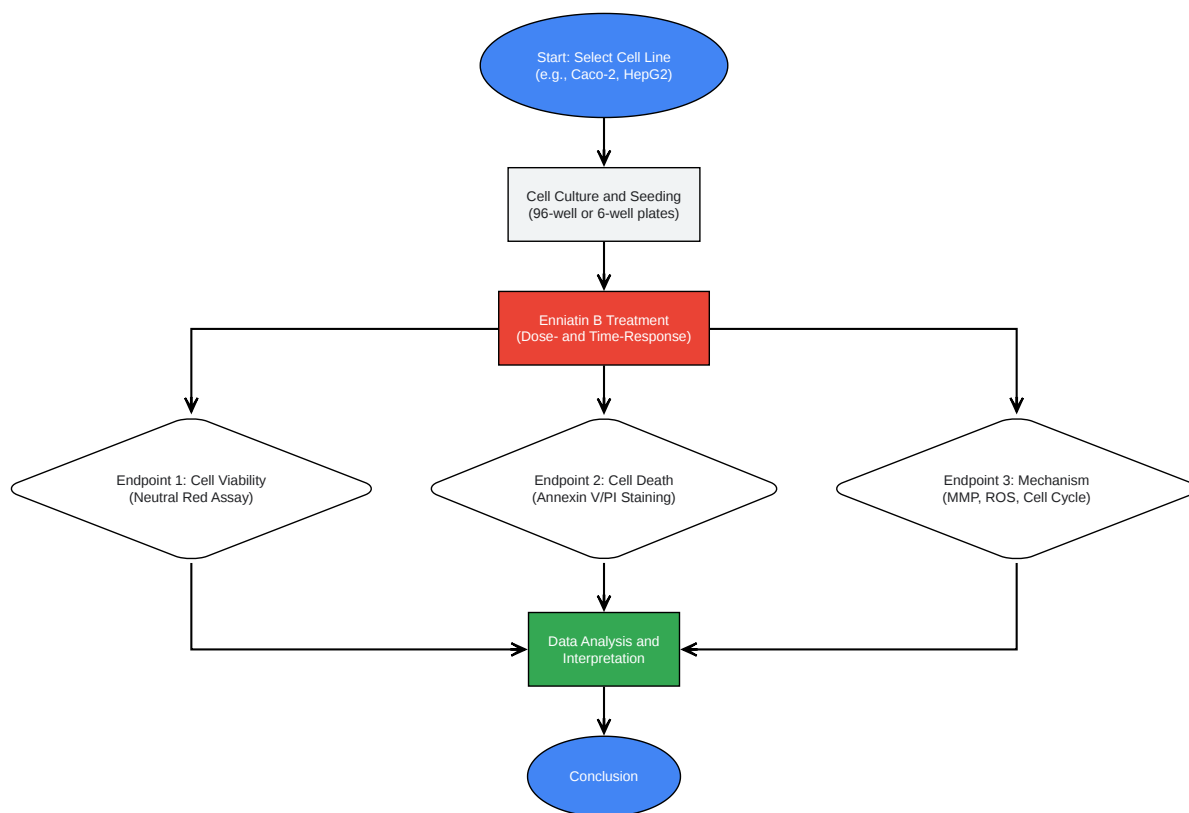 Start: Select Cell Line
(e.g., Caco-2, HepG2)
Cell Culture and Seeding
(96-well or 6-well plates)
Enniatin B Treatment
(Dose- and Time-Response)
Endpoint 1: Cell Viability
(Neutral Red Assay)
Endpoint 2: Cell Death
(Annexin V/PI Staining)
Endpoint 3: Mechanism
(MMP, ROS, Cell Cycle)
Data Analysis and
Interpretation
Conclusion